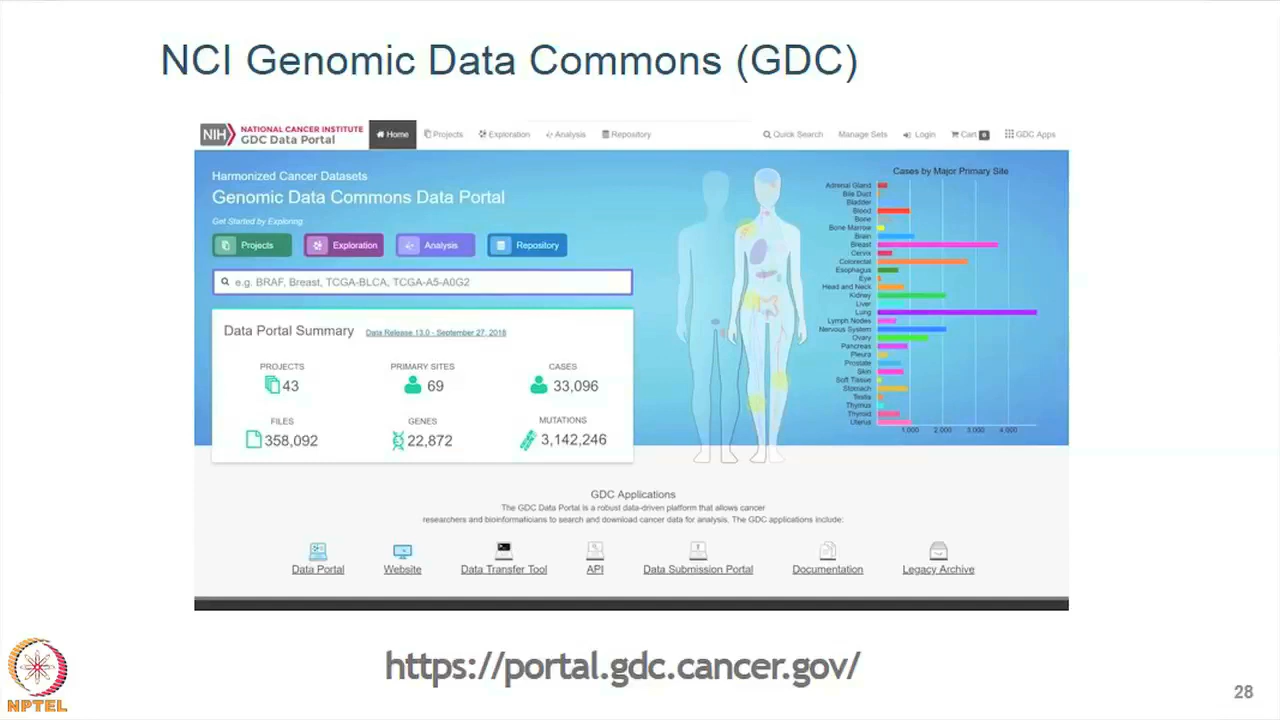 NCI Genomic Data Commons (GDC)
NIH NATIONAL CANCER INSTITUTE
GDC Data Portal
Home Projects Exploration Analysis Repository Quick Search Manage Sets Login Cart 0 GDC Apps
Harmonized Cancer Datasets
Genomic Data Commons Data Portal
Get Started by Exploring
Projects Exploration Analysis Repository
e.g. BRAF, Breast, TCGA-BLCA, TCGA-A5-A0G2
Data Portal Summary Data Release 13.0 - September 27, 2018
PROJECTS PRIMARY SITES CASES
43 69 33,096
FILES GENES MUTATIONS
358,092 22,872 3,142,246
Cases by Major Primary Site
Adrenal Gland
Bile Duct
Bladder
Blood
Bone
Bone Marrow
Brain
Breast
Cervix
Colorectal
Esophagus
Eye
Head and Neck
Kidney
Liver
Lung
Lymph Nodes
Nervous System
Ovary
Pancreas
Pleura
Prostate
Skin
Soft Tissue
Stomach
Testis
Thymus
Thyroid
Uterus
1,000 2,000 3,000 4,000
GDC Applications
The GDC Data Portal is a robust data-driven platform that allows cancer
researchers and bioinformaticians to search and download cancer data for analysis. The GDC applications include:
Data Portal Website Data Transfer Tool API Data Submission Portal Documentation Legacy Archive
https://portal.gdc.cancer.gov/
NPTEL
28